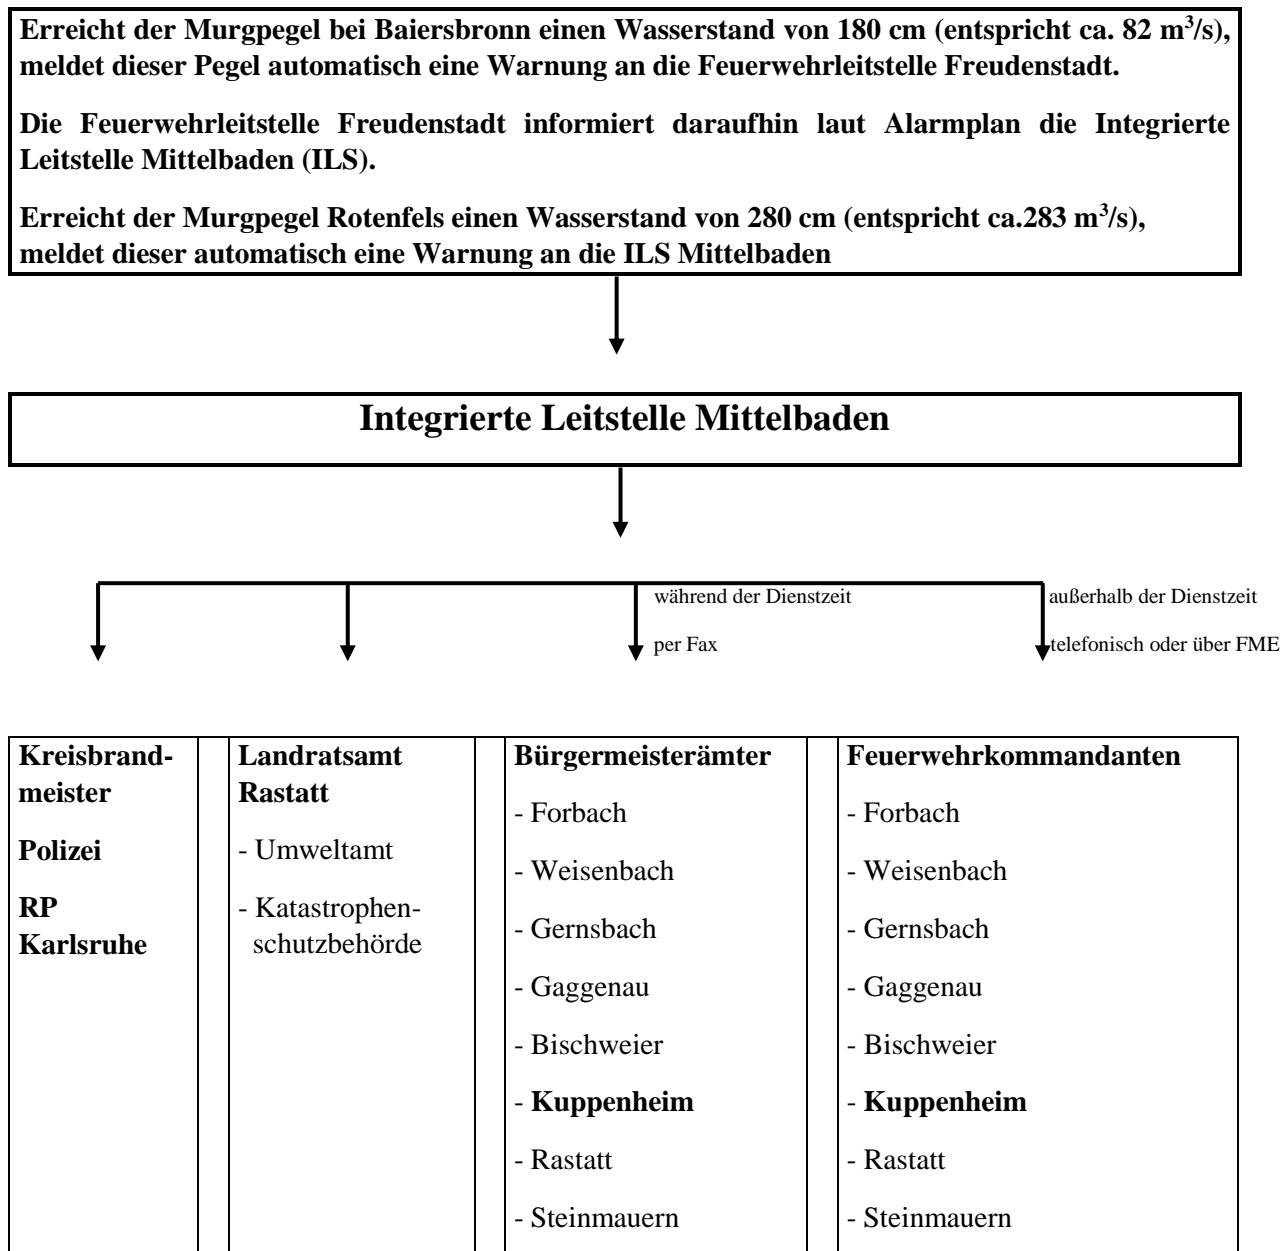 Erreicht der Murgpegel bei Baiersbronn einen Wasserstand von 180 cm (entspricht ca. 82 m³/s),
meldet dieser Pegel automatisch eine Warnung an die Feuerwehrleitstelle Freudenstadt.
Die Feuerwehrleitstelle Freudenstadt informiert daraufhin laut Alarmplan die Integrierte
Leitstelle Mittelbaden (ILS).
Erreicht der Murgpegel Rotenfels einen Wasserstand von 280 cm (entspricht ca.283 m³/s),
meldet dieser automatisch eine Warnung an die ILS Mittelbaden
Integrierte Leitstelle Mittelbaden
während der Dienstzeit
per Fax
außerhalb der Dienstzeit
telefonisch oder über FME
Kreisbrand-
meister
Polizei
RP
Karlsruhe
Landratsamt
Rastatt
- Umweltamt
- Katastrophen-
schutzbehörde
Bürgermeisterämter
- Forbach
- Weisenbach
- Gernsbach
- Gaggenau
- Bischweier
- Kuppenheim
- Rastatt
- Steinmauern
Feuerwehrkommandanten
- Forbach
- Weisenbach
- Gernsbach
- Gaggenau
- Bischweier
- Kuppenheim
- Rastatt
- Steinmauern